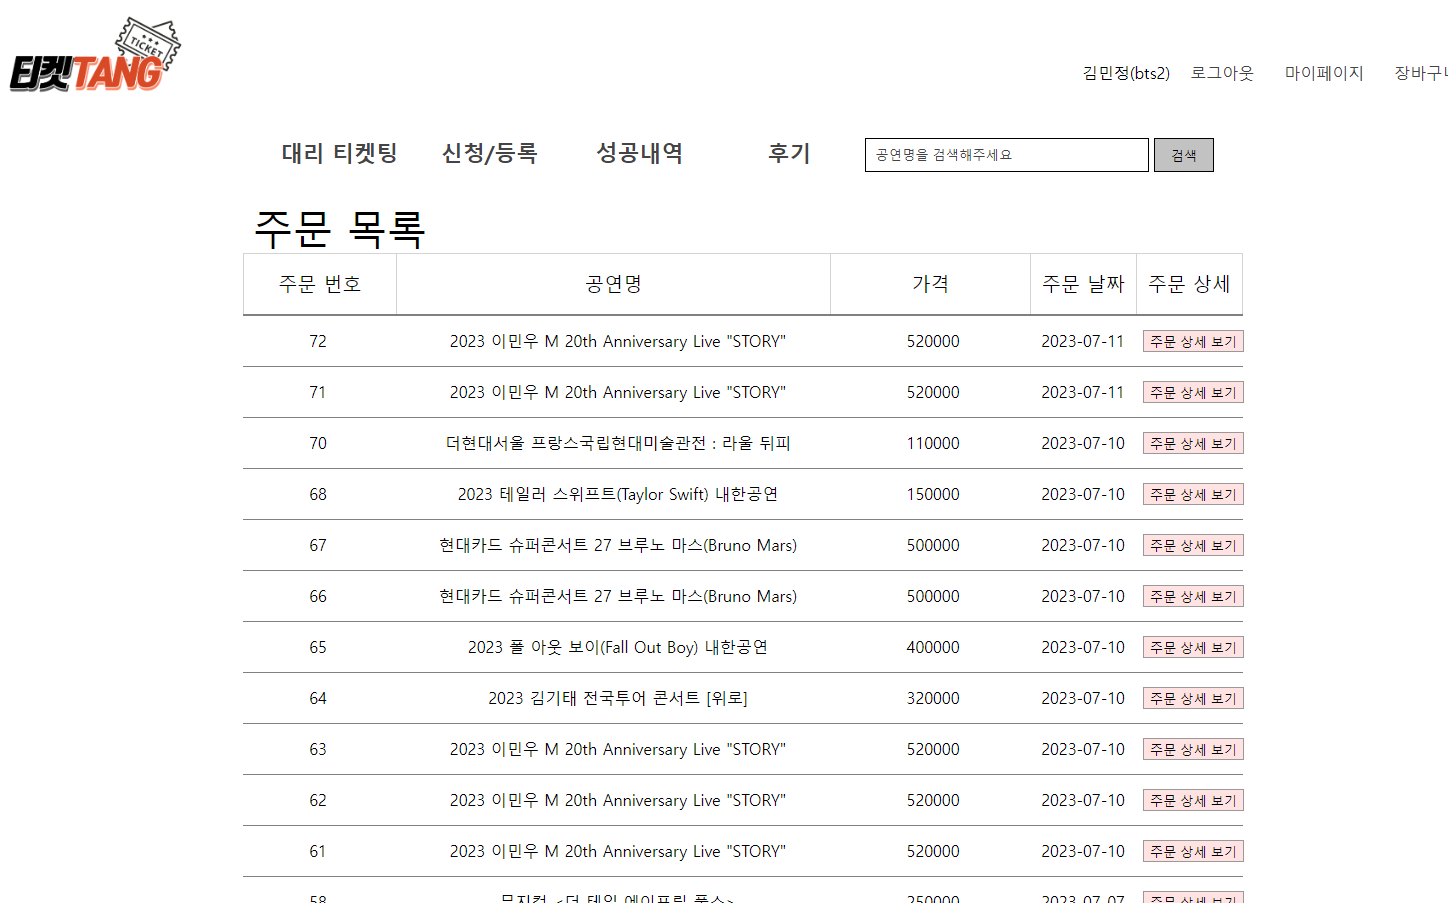 TICKET
티켓TANG
김민정(bts2) 로그아웃 마이페이지 장바구니
대리 티켓팅 신청/등록 성공내역 후기 공연명을 검색해주세요 검색
주문 목록
주문 번호 공연명 가격 주문 날짜 주문 상세
72 2023 이민우 M 20th Anniversary Live "STORY" 520000 2023-07-11 주문 상세 보기
71 2023 이민우 M 20th Anniversary Live "STORY" 520000 2023-07-11 주문 상세 보기
70 더현대서울 프랑스국립현대미술관전 : 라울 뒤피 110000 2023-07-10 주문 상세 보기
68 2023 테일러 스위프트(Taylor Swift) 내한공연 150000 2023-07-10 주문 상세 보기
67 현대카드 슈퍼콘서트 27 브루노 마스(Bruno Mars) 500000 2023-07-10 주문 상세 보기
66 현대카드 슈퍼콘서트 27 브루노 마스(Bruno Mars) 500000 2023-07-10 주문 상세 보기
65 2023 폴 아웃 보이(Fall Out Boy) 내한공연 400000 2023-07-10 주문 상세 보기
64 2023 김기태 전국투어 콘서트 [위로] 320000 2023-07-10 주문 상세 보기
63 2023 이민우 M 20th Anniversary Live "STORY" 520000 2023-07-10 주문 상세 보기
62 2023 이민우 M 20th Anniversary Live "STORY" 520000 2023-07-10 주문 상세 보기
61 2023 이민우 M 20th Anniversary Live "STORY" 520000 2023-07-10 주문 상세 보기
58 뮤지컬 <더 테일 에이프릴 풀스> 250000 2023-07-07 주문 상세 보기